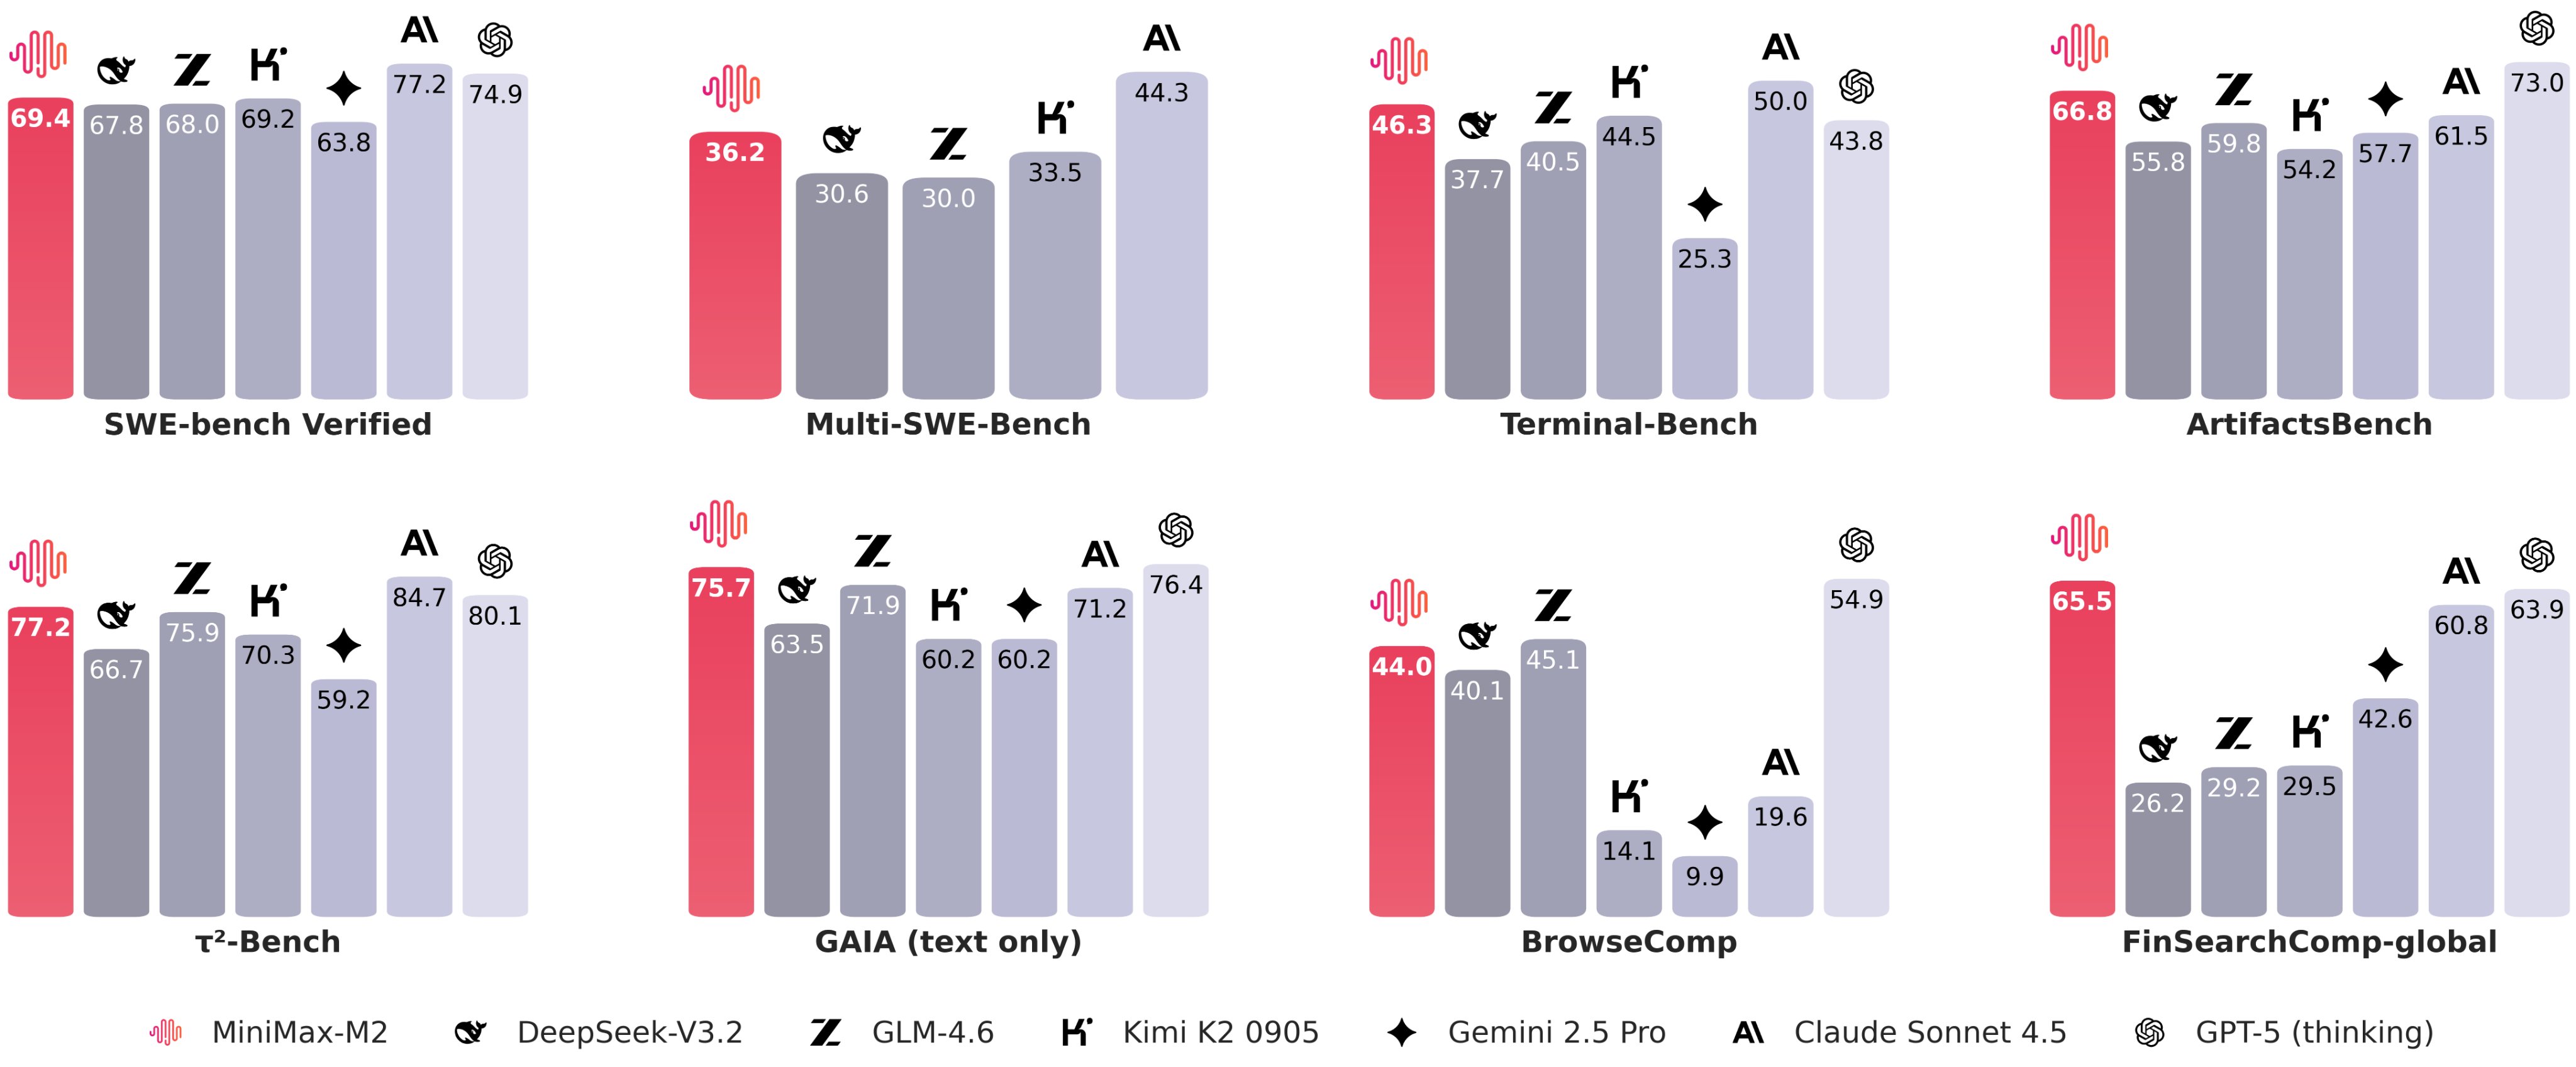 69.4 67.8 68.0 69.2 63.8 77.2 74.9
SWE-bench Verified
36.2 30.6 30.0 33.5 44.3
Multi-SWE-Bench
46.3 37.7 40.5 44.5 25.3 50.0 43.8
Terminal-Bench
66.8 55.8 59.8 54.2 57.7 61.5 73.0
ArtifactsBench
77.2 66.7 75.9 70.3 59.2 84.7 80.1
τ²-Bench
75.7 63.5 71.9 60.2 60.2 71.2 76.4
GAIA (text only)
44.0 40.1 45.1 14.1 9.9 19.6 54.9
BrowseComp
65.5 26.2 29.2 29.5 42.6 60.8 63.9
FinSearchComp-global
MiniMax-M2 DeepSeek-V3.2 GLM-4.6 Kimi K2 0905 Gemini 2.5 Pro Claude Sonnet 4.5 GPT-5 (thinking)